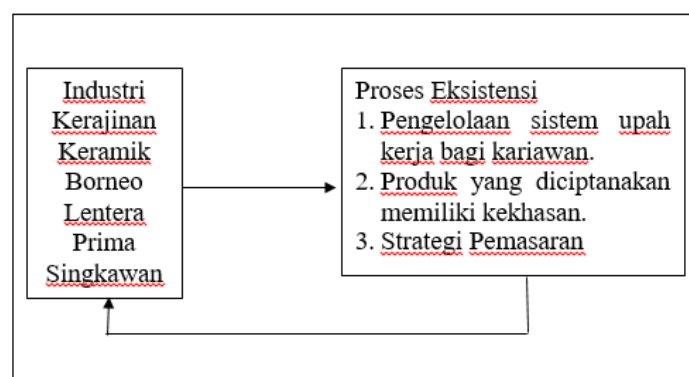 Industri
Kerajinan
Keramik
Borneo
Lentera
Prima
Singkawan
Proses Eksistensi
1. Pengelolaan sistem upah
kerja bagi kariawan.
2. Produk yang diciptanakan
memiliki kekhasan.
3. Strategi Pemasaran